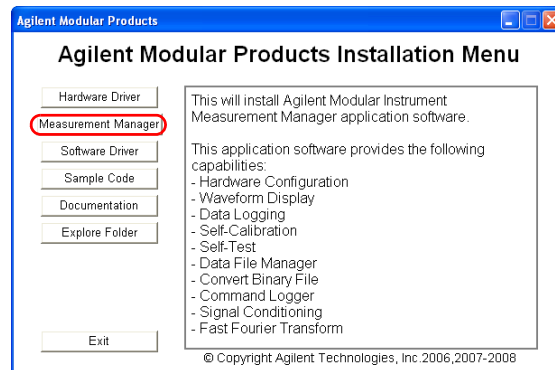 Agilent Modular Products
Agilent Modular Products Installation Menu
Hardware Driver
Measurement Manager
Software Driver
Sample Code
Documentation
Explore Folder
Exit
This will install Agilent Modular Instrument
Measurement Manager application software.
This application software provides the following
capabilities:
- Hardware Configuration
- Waveform Display
- Data Logging
- Self-Calibration
- Self-Test
- Data File Manager
- Convert Binary File
- Command Logger
- Signal Conditioning
- Fast Fourier Transform
© Copyright Agilent Technologies, Inc.2006,2007-2008